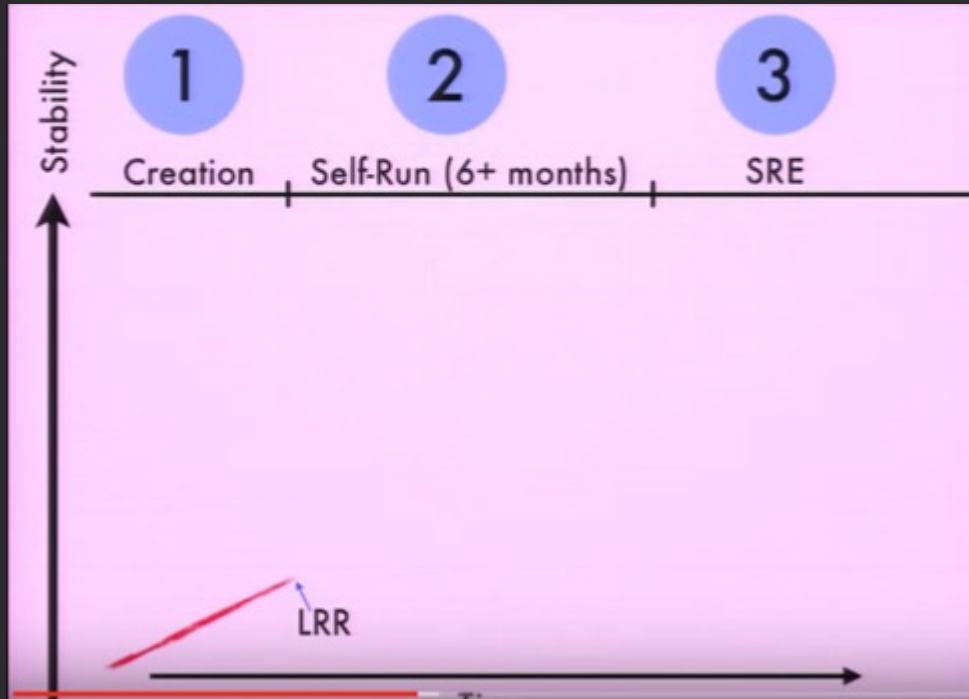 Stability
1
2
3
Creation
Self-Run (6+ months)
SRE
LRR